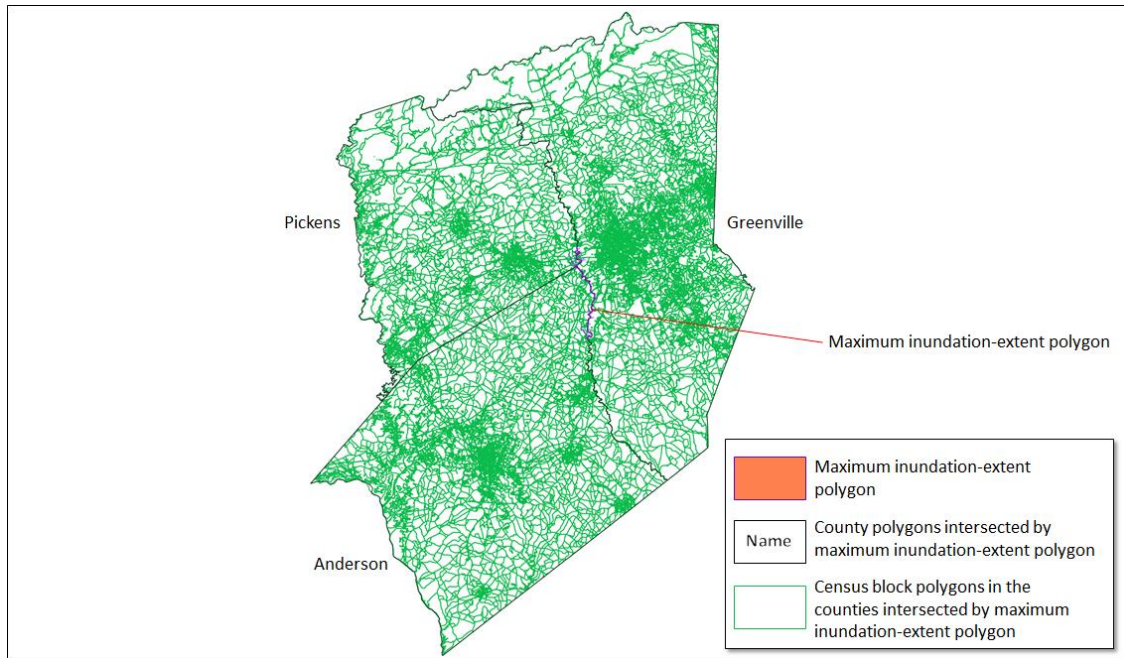 Pickens
Greenville
Maximum inundation-extent polygon
Anderson
Maximum inundation-extent
polygon
Name
County polygons intersected by
maximum inundation-extent polygon
Census block polygons in the
counties intersected by maximum
inundation-extent polygon